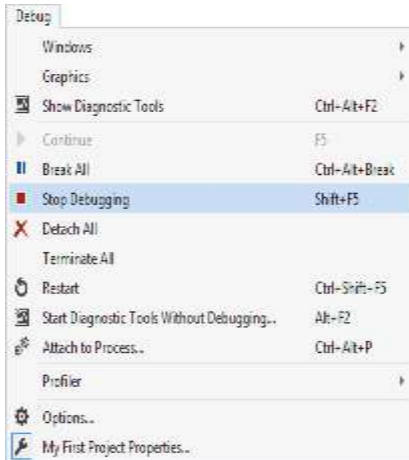 Debug
Windows
Graphics
Show Diagnostic Tools Ctrl+Alt+F2
Continue F5
Break All Ctrl+Alt+Break
Stop Debugging Shift+F5
Detach All
Terminate All
Restart Ctrl+Shift+F5
Start Diagnostic Tools Without Debugging... Alt+F2
Attach to Process... Ctrl+Alt+P
Profiler
Options...
My First Project Properties...